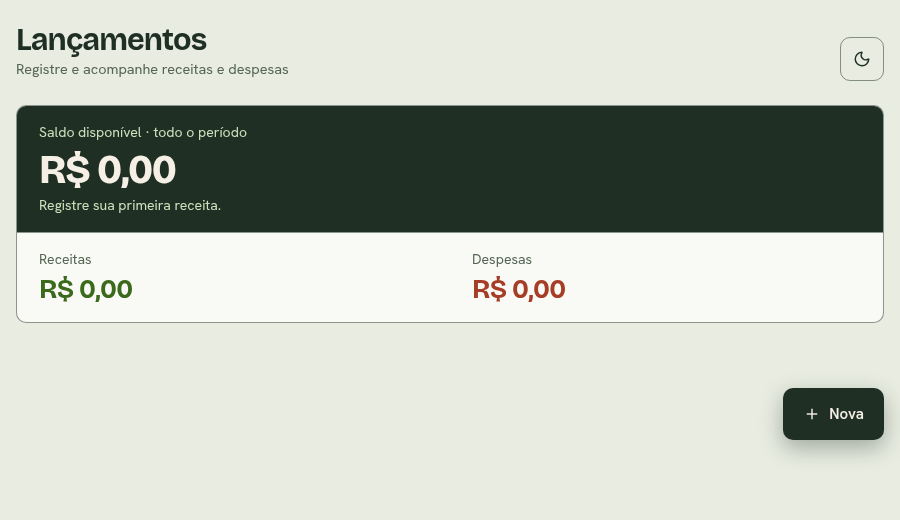 Lançamentos
Registre e acompanhe receitas e despesas
Saldo disponível · todo o período
R$ 0,00
Registre sua primeira receita.
Receitas
R$ 0,00
Despesas
R$ 0,00
Nova